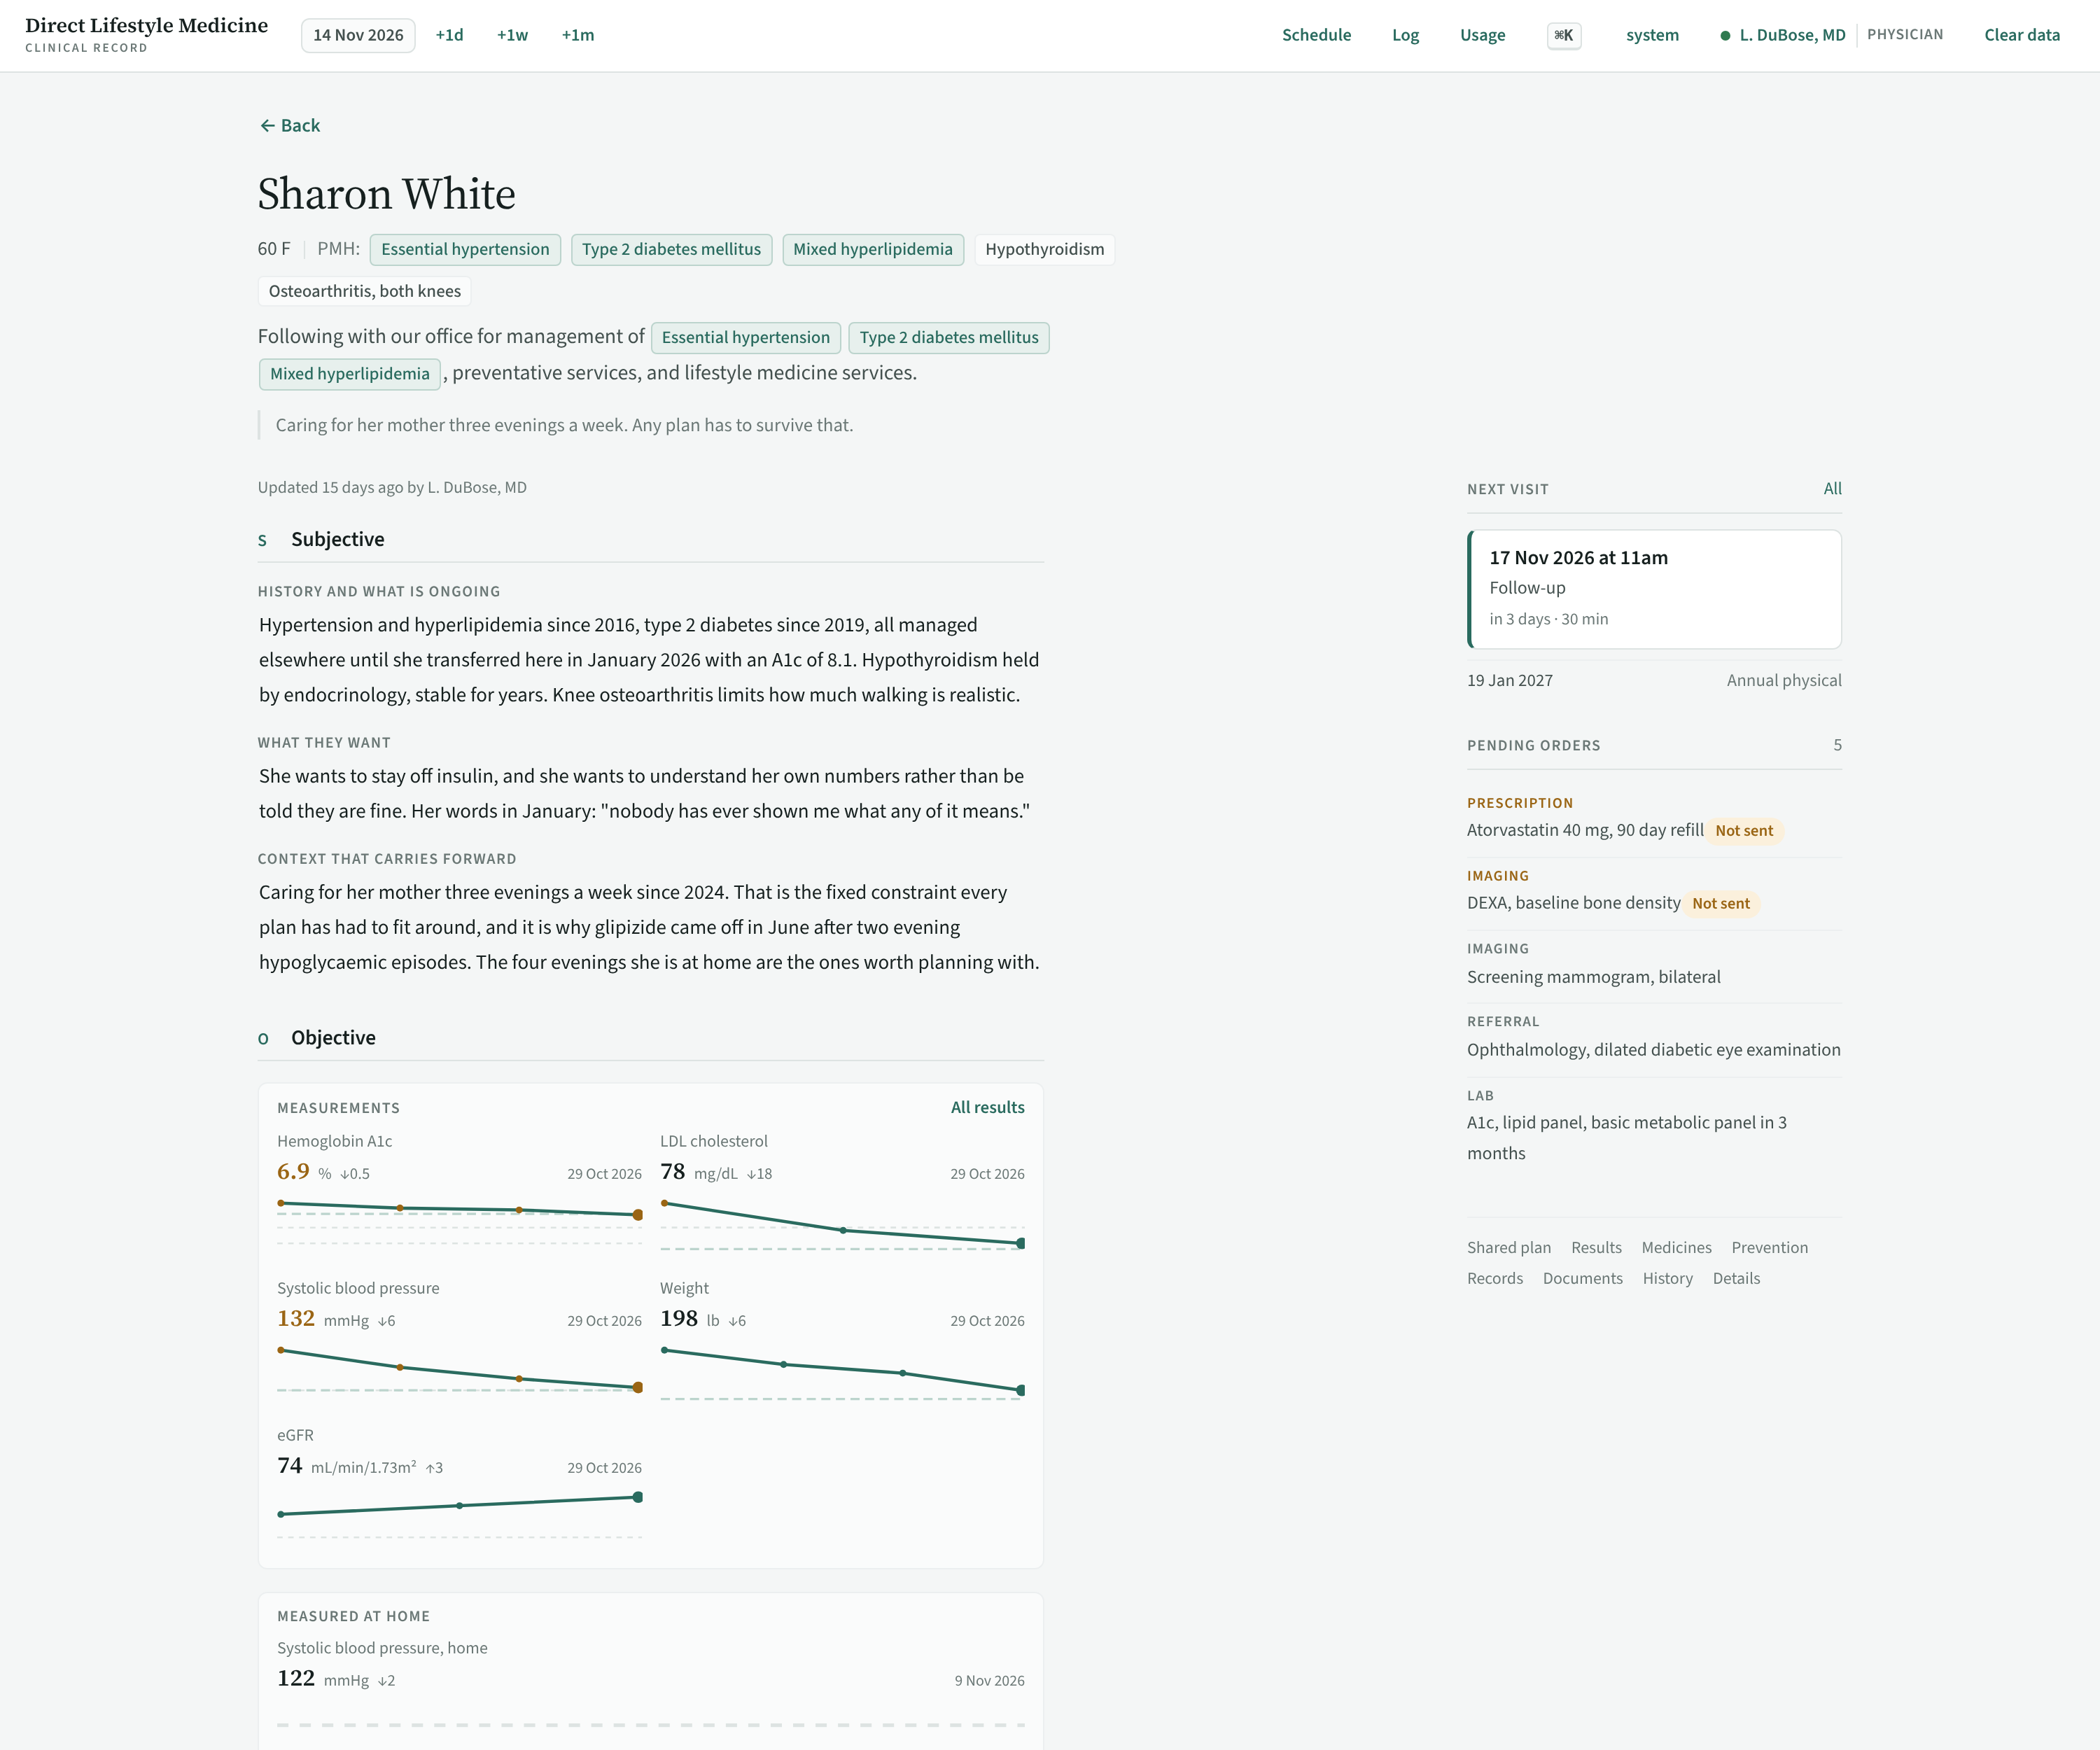 Direct Lifestyle Medicine
CLINICAL RECORD
14 Nov 2026 +1d +1w +1m
Schedule Log Usage ⌘K system L. DuBose, MD PHYSICIAN Clear data
← Back
Sharon White
60 F PMH: Essential hypertension Type 2 diabetes mellitus Mixed hyperlipidemia Hypothyroidism
Osteoarthritis, both knees
Following with our office for management of Essential hypertension Type 2 diabetes mellitus
Mixed hyperlipidemia , preventative services, and lifestyle medicine services.
Caring for her mother three evenings a week. Any plan has to survive that.
Updated 15 days ago by L. DuBose, MD
S Subjective
HISTORY AND WHAT IS ONGOING
Hypertension and hyperlipidemia since 2016, type 2 diabetes since 2019, all managed
elsewhere until she transferred here in January 2026 with an A1c of 8.1. Hypothyroidism held
by endocrinology, stable for years. Knee osteoarthritis limits how much walking is realistic.
WHAT THEY WANT
She wants to stay off insulin, and she wants to understand her own numbers rather than be
told they are fine. Her words in January: "nobody has ever shown me what any of it means."
CONTEXT THAT CARRIES FORWARD
Caring for her mother three evenings a week since 2024. That is the fixed constraint every
plan has had to fit around, and it is why glipizide came off in June after two evening
hypoglycaemic episodes. The four evenings she is at home are the ones worth planning with.
O Objective
MEASUREMENTS All results
Hemoglobin A1c
6.9 % ↓0.5 29 Oct 2026
LDL cholesterol
78 mg/dL ↓18 29 Oct 2026
Systolic blood pressure
132 mmHg ↓6 29 Oct 2026
Weight
198 lb ↓6 29 Oct 2026
eGFR
74 mL/min/1.73m² ↑3 29 Oct 2026
MEASURED AT HOME
Systolic blood pressure, home
122 mmHg ↓2 9 Nov 2026
NEXT VISIT All
17 Nov 2026 at 11am
Follow-up
in 3 days · 30 min
19 Jan 2027 Annual physical
PENDING ORDERS 5
PRESCRIPTION
Atorvastatin 40 mg, 90 day refill Not sent
IMAGING
DEXA, baseline bone density Not sent
IMAGING
Screening mammogram, bilateral
REFERRAL
Ophthalmology, dilated diabetic eye examination
LAB
A1c, lipid panel, basic metabolic panel in 3
months
Shared plan Results Medicines Prevention
Records Documents History Details